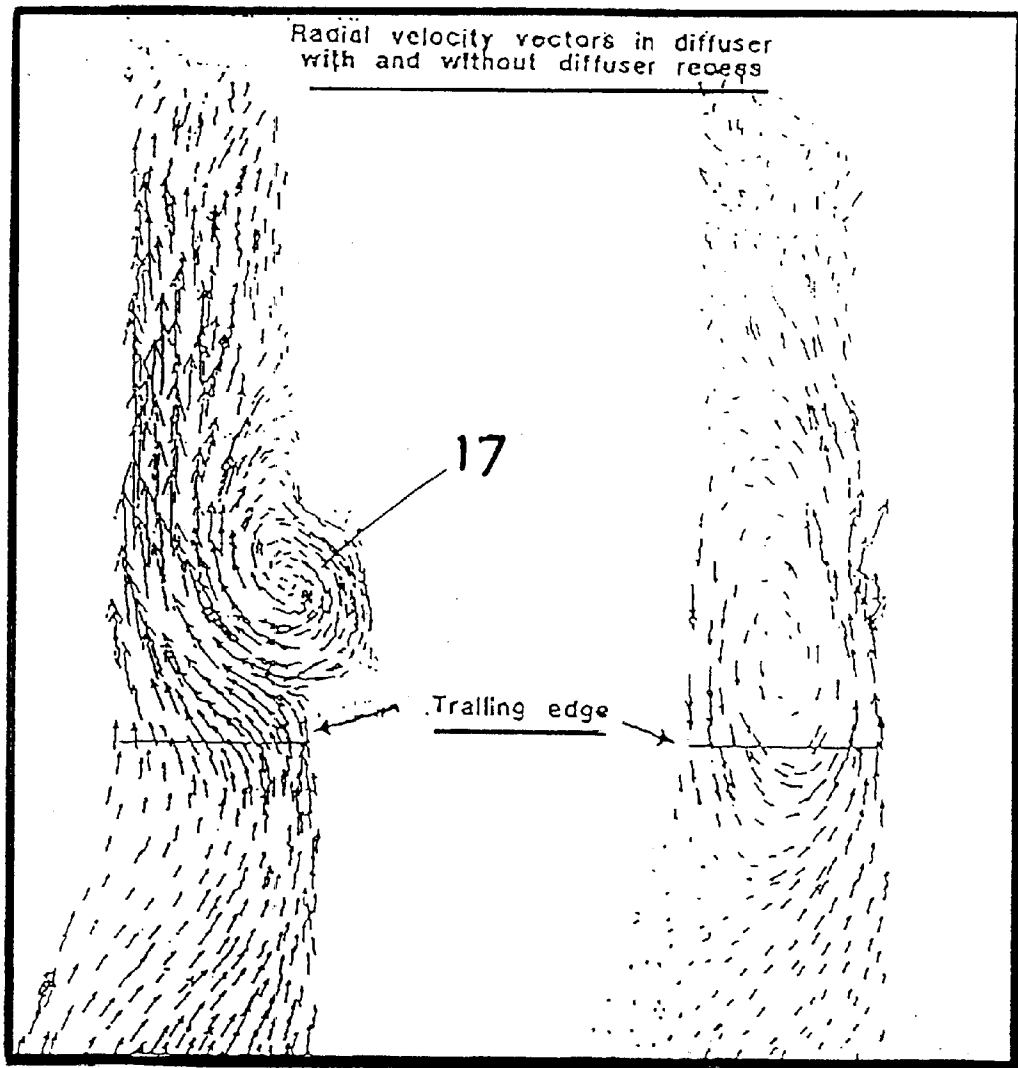 Radial velocity vectors in diffuser
with and without diffuser recess
17
Trailing edge